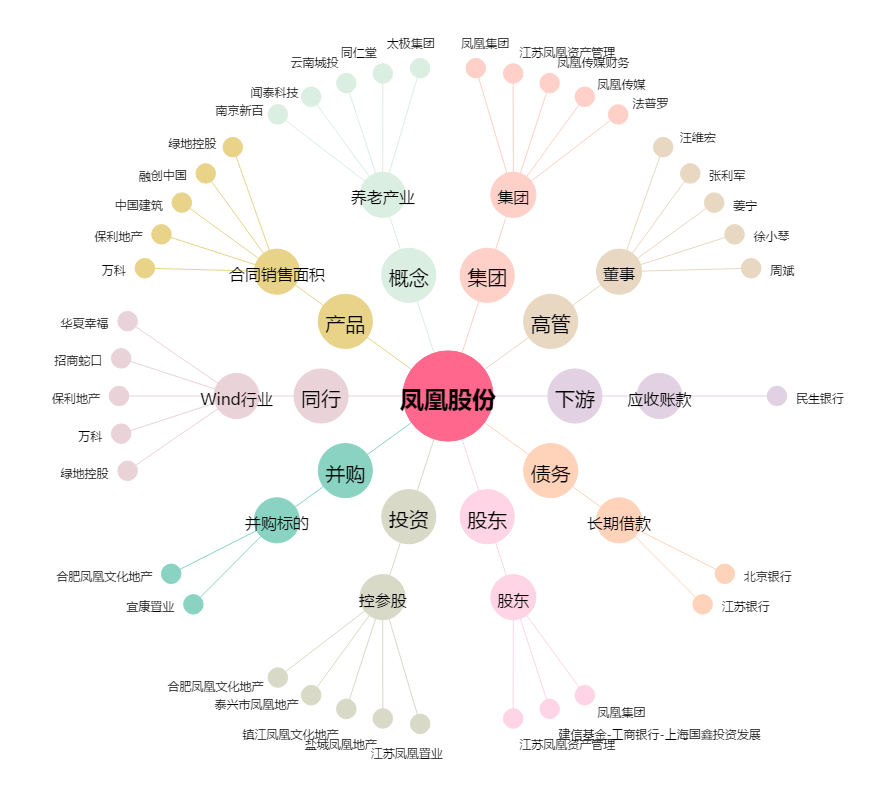 太极集团
凤凰集团
同仁堂
江苏凤凰资产管理
云南城投
凤凰传媒财务
闻泰科技
凤凰传媒
南京新百
法普罗
绿地控股
汪维宏
融创中国
张利军
养老产业
集团
中国建筑
姜宁
保利地产
徐小琴
万科
合同销售面积
概念
集团
董事
周斌
华夏幸福
产品
高管
招商蛇口
保利地产
Wind行业
同行
凤凰股份
下游
应收账款
民生银行
万科
绿地控股
并购
债务
并购标的
投资
股东
长期借款
合肥凤凰文化地产
北京银行
宜康置业
控参股
股东
江苏银行
合肥凤凰文化地产
泰兴市凤凰地产
凤凰集团
镇江凤凰文化地产
建信基金-工商银行-上海国鑫投资发展
盐城凤凰地产
江苏凤凰资产管理
江苏凤凰置业